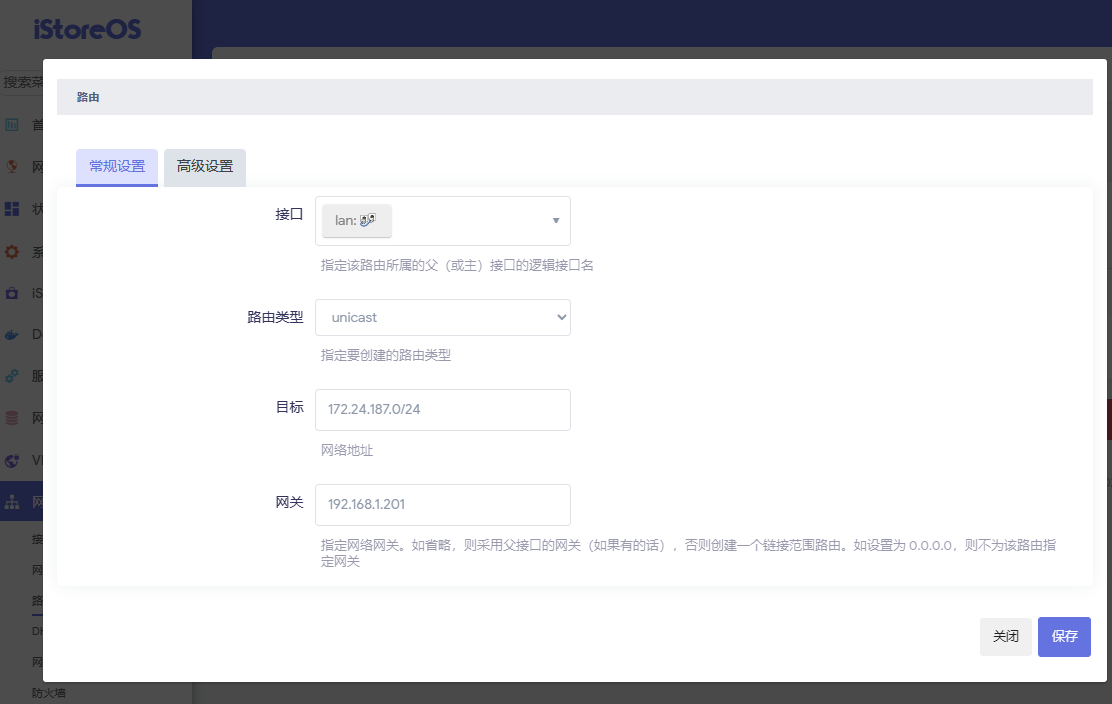 iStoreOS
搜索菜
路由
首
常规设置
高级设置
网
接口
lan:
状
系
指定该路由所属的父（或主）接口的逻辑接口名
iS
路由类型
unicast
D
指定要创建的路由类型
服
目标
172.24.187.0/24
网
网络地址
VI
网
网关
192.168.1.201
接
指定网络网关。如省略，则采用父接口的网关（如果有的话），否则创建一个链接范围路由。如设置为 0.0.0.0，则不为该路由指
定网关
网
路
DH
关闭
保存
网
防火墙